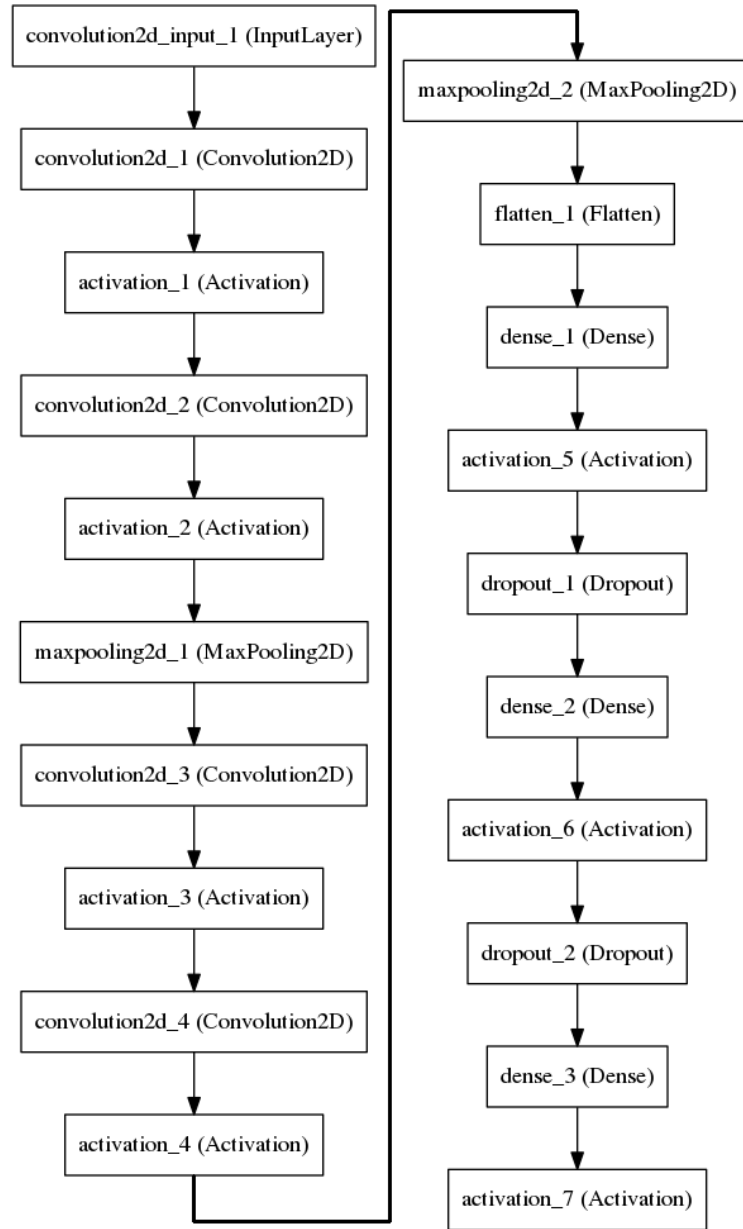 convolution2d_input_1 (InputLayer)
convolution2d_1 (Convolution2D)
activation_1 (Activation)
convolution2d_2 (Convolution2D)
activation_2 (Activation)
maxpooling2d_1 (MaxPooling2D)
convolution2d_3 (Convolution2D)
activation_3 (Activation)
convolution2d_4 (Convolution2D)
activation_4 (Activation)
maxpooling2d_2 (MaxPooling2D)
flatten_1 (Flatten)
dense_1 (Dense)
activation_5 (Activation)
dropout_1 (Dropout)
dense_2 (Dense)
activation_6 (Activation)
dropout_2 (Dropout)
dense_3 (Dense)
activation_7 (Activation)